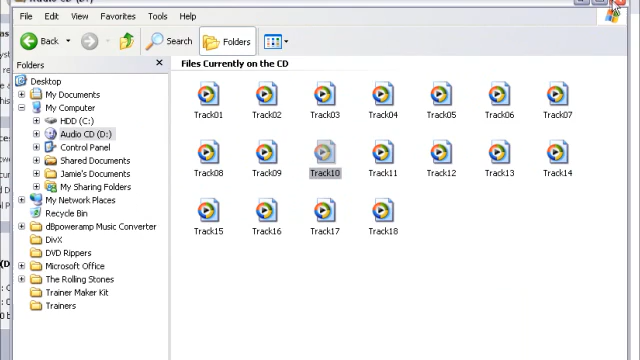 Audio CD (D:)
File Edit View Favorites Tools Help
Back Search Folders
Folders
Files Currently on the CD
Desktop
My Documents
My Computer
HDD (C:)
Audio CD (D:)
Control Panel
Shared Documents
Jamie's Documents
My Sharing Folders
My Network Places
Recycle Bin
dBpoweramp Music Converter
DivX
DVD Rippers
Microsoft Office
The Rolling Stones
Trainer Maker Kit
Trainers
Track01 Track02 Track03 Track04 Track05 Track06 Track07
Track08 Track09 Track10 Track11 Track12 Track13 Track14
Track15 Track16 Track17 Track18